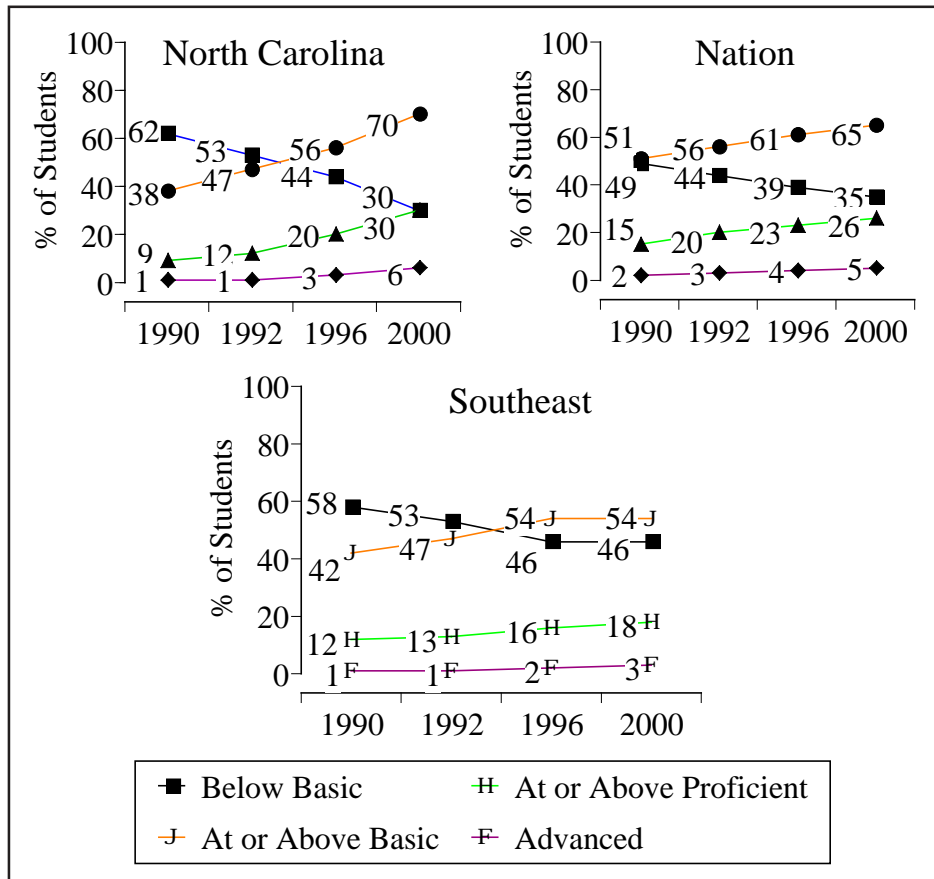 North Carolina
% of Students
100
80
60
40
20
0
62 53 44 30
38 47 56 70
9 12 20 30
1 1 3 6
1990 1992 1996 2000
Nation
% of Students
100
80
60
40
20
0
51 56 61 65
49 44 39 35
15 20 23 26
2 3 4 5
1990 1992 1996 2000
Southeast
% of Students
100
80
60
40
20
0
58 53 46 46
42 47 54 54
12 13 16 18
1 1 2 3
J J J J
H H H H
F F F F
1990 1992 1996 2000
Below Basic
H At or Above Proficient
J At or Above Basic
F Advanced